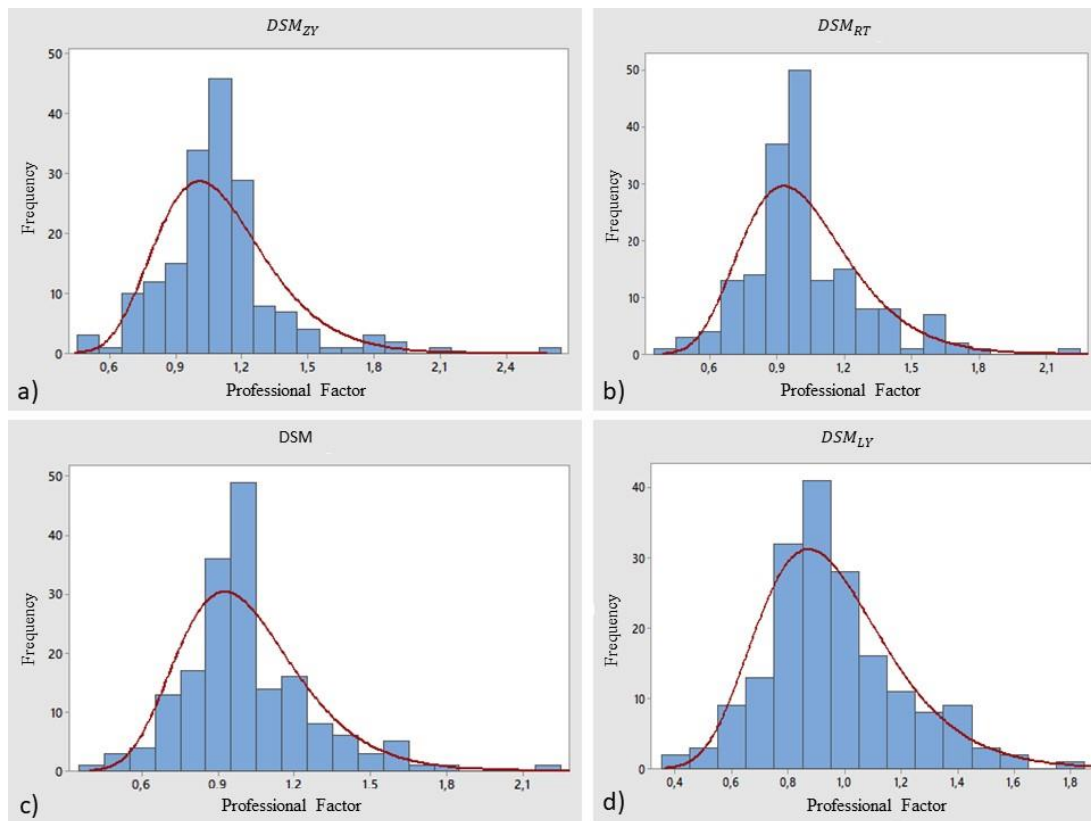 DSM_ZY
50
40
30
20
10
0
Frequency
0,6 0,9 1,2 1,5 1,8 2,1 2,4
Professional Factor
a)
DSM_RT
50
40
30
20
10
0
Frequency
0,6 0,9 1,2 1,5 1,8 2,1
Professional Factor
b)
DSM
50
40
30
20
10
0
Frequency
0,6 0.9 1,2 1.5 1,8 2,1
Professional Factor
c)
DSM_LY
40
30
20
10
0
Frequency
0,4 0,6 0,8 1,0 1,2 1,4 1,6 1,8
Professional Factor
d)